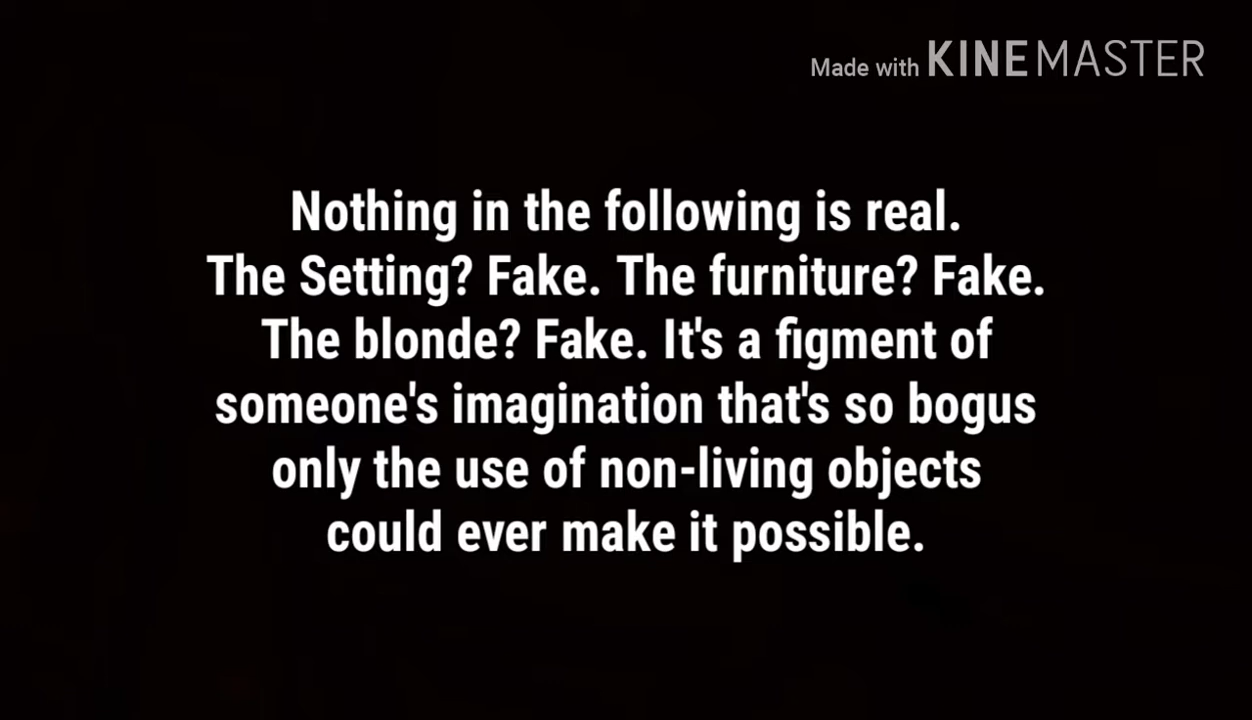 Made with KINEMASTER
Nothing in the following is real.
The Setting? Fake. The furniture? Fake.
The blonde? Fake. It's a figment of
someone's imagination that's so bogus
only the use of non-living objects
could ever make it possible.